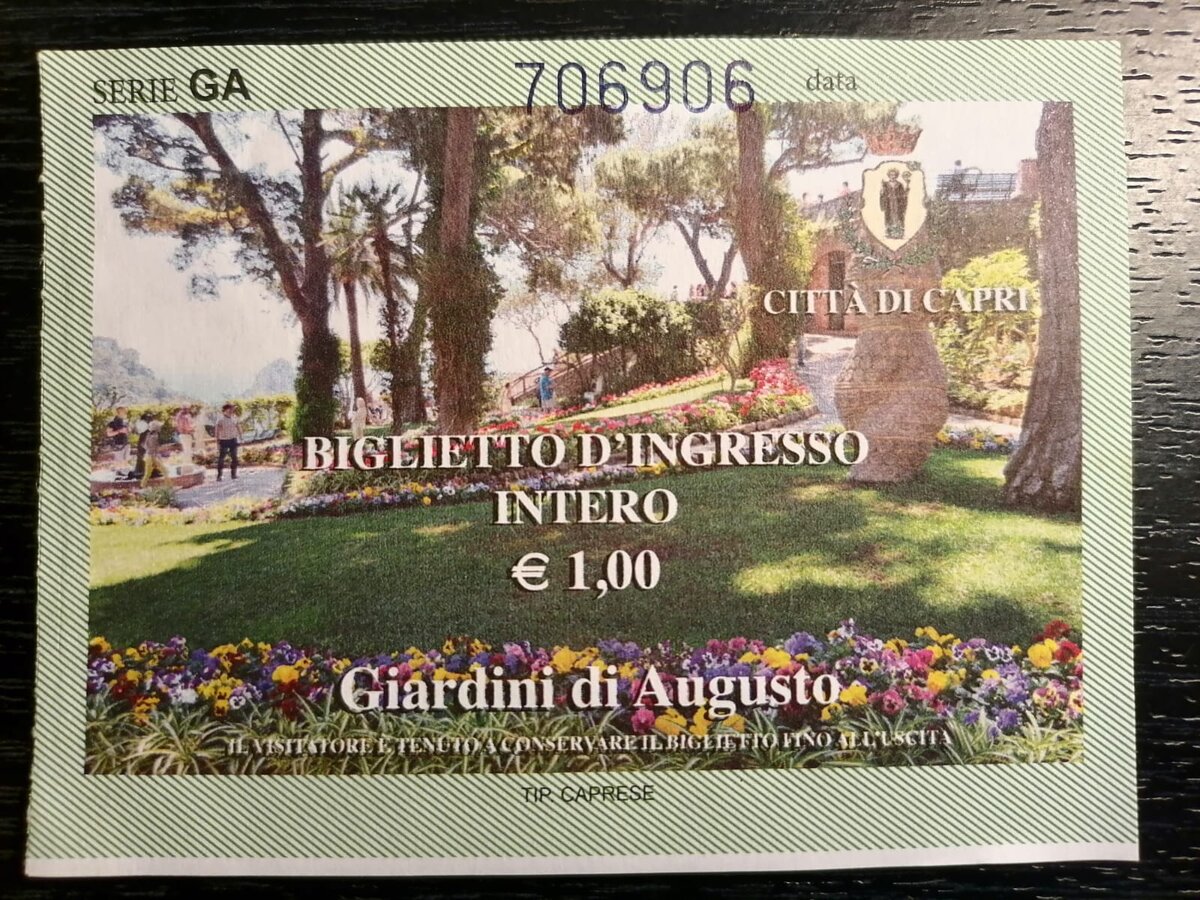 SERIE GA 706906 data
CITTÀ DI CAPRI
BIGLIETTO D'INGRESSO
INTERO
€ 1,00
Giardini di Augusto
IL VISITATORE È TENUTO A CONSERVARE IL BIGLIETTO FINO ALL'USCITA
TIP. CAPRESE